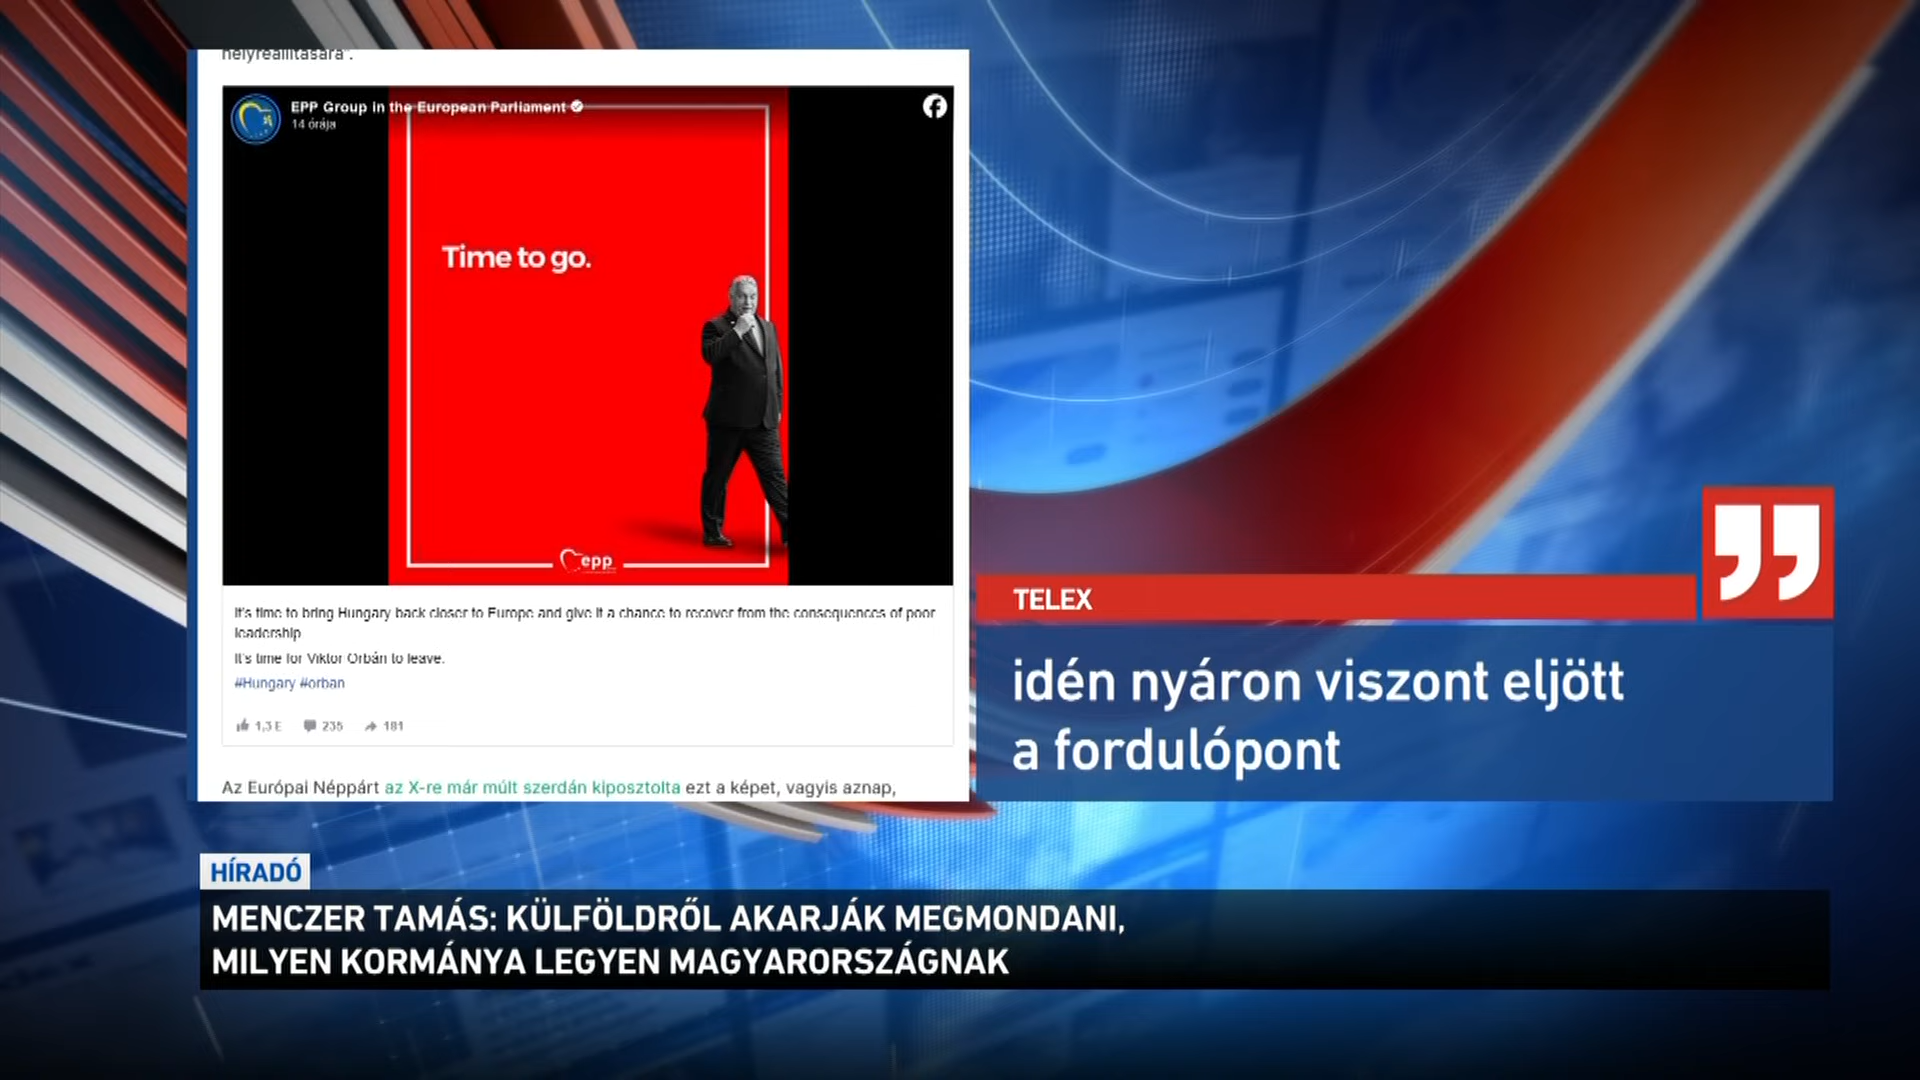 helyreállítására".
EPP Group in the European Parliament
14 órája
Time to go.
epp
It's time to bring Hungary back closer to Europe and give it a chance to recover from the consequences of poor
leadership
It's time for Viktor Orbán to leave.
#Hungary #orban
1,3 E 235 181
Az Európai Néppárt az X-re már múlt szerdán kiposztolta ezt a képet, vagyis aznap,
TELEX
idén nyáron viszont eljött
a fordulópont
HÍRADÓ
MENCZER TAMÁS: KÜLFÖLDRŐL AKARJÁK MEGMONDANI,
MILYEN KORMÁNYA LEGYEN MAGYARORSZÁGNAK